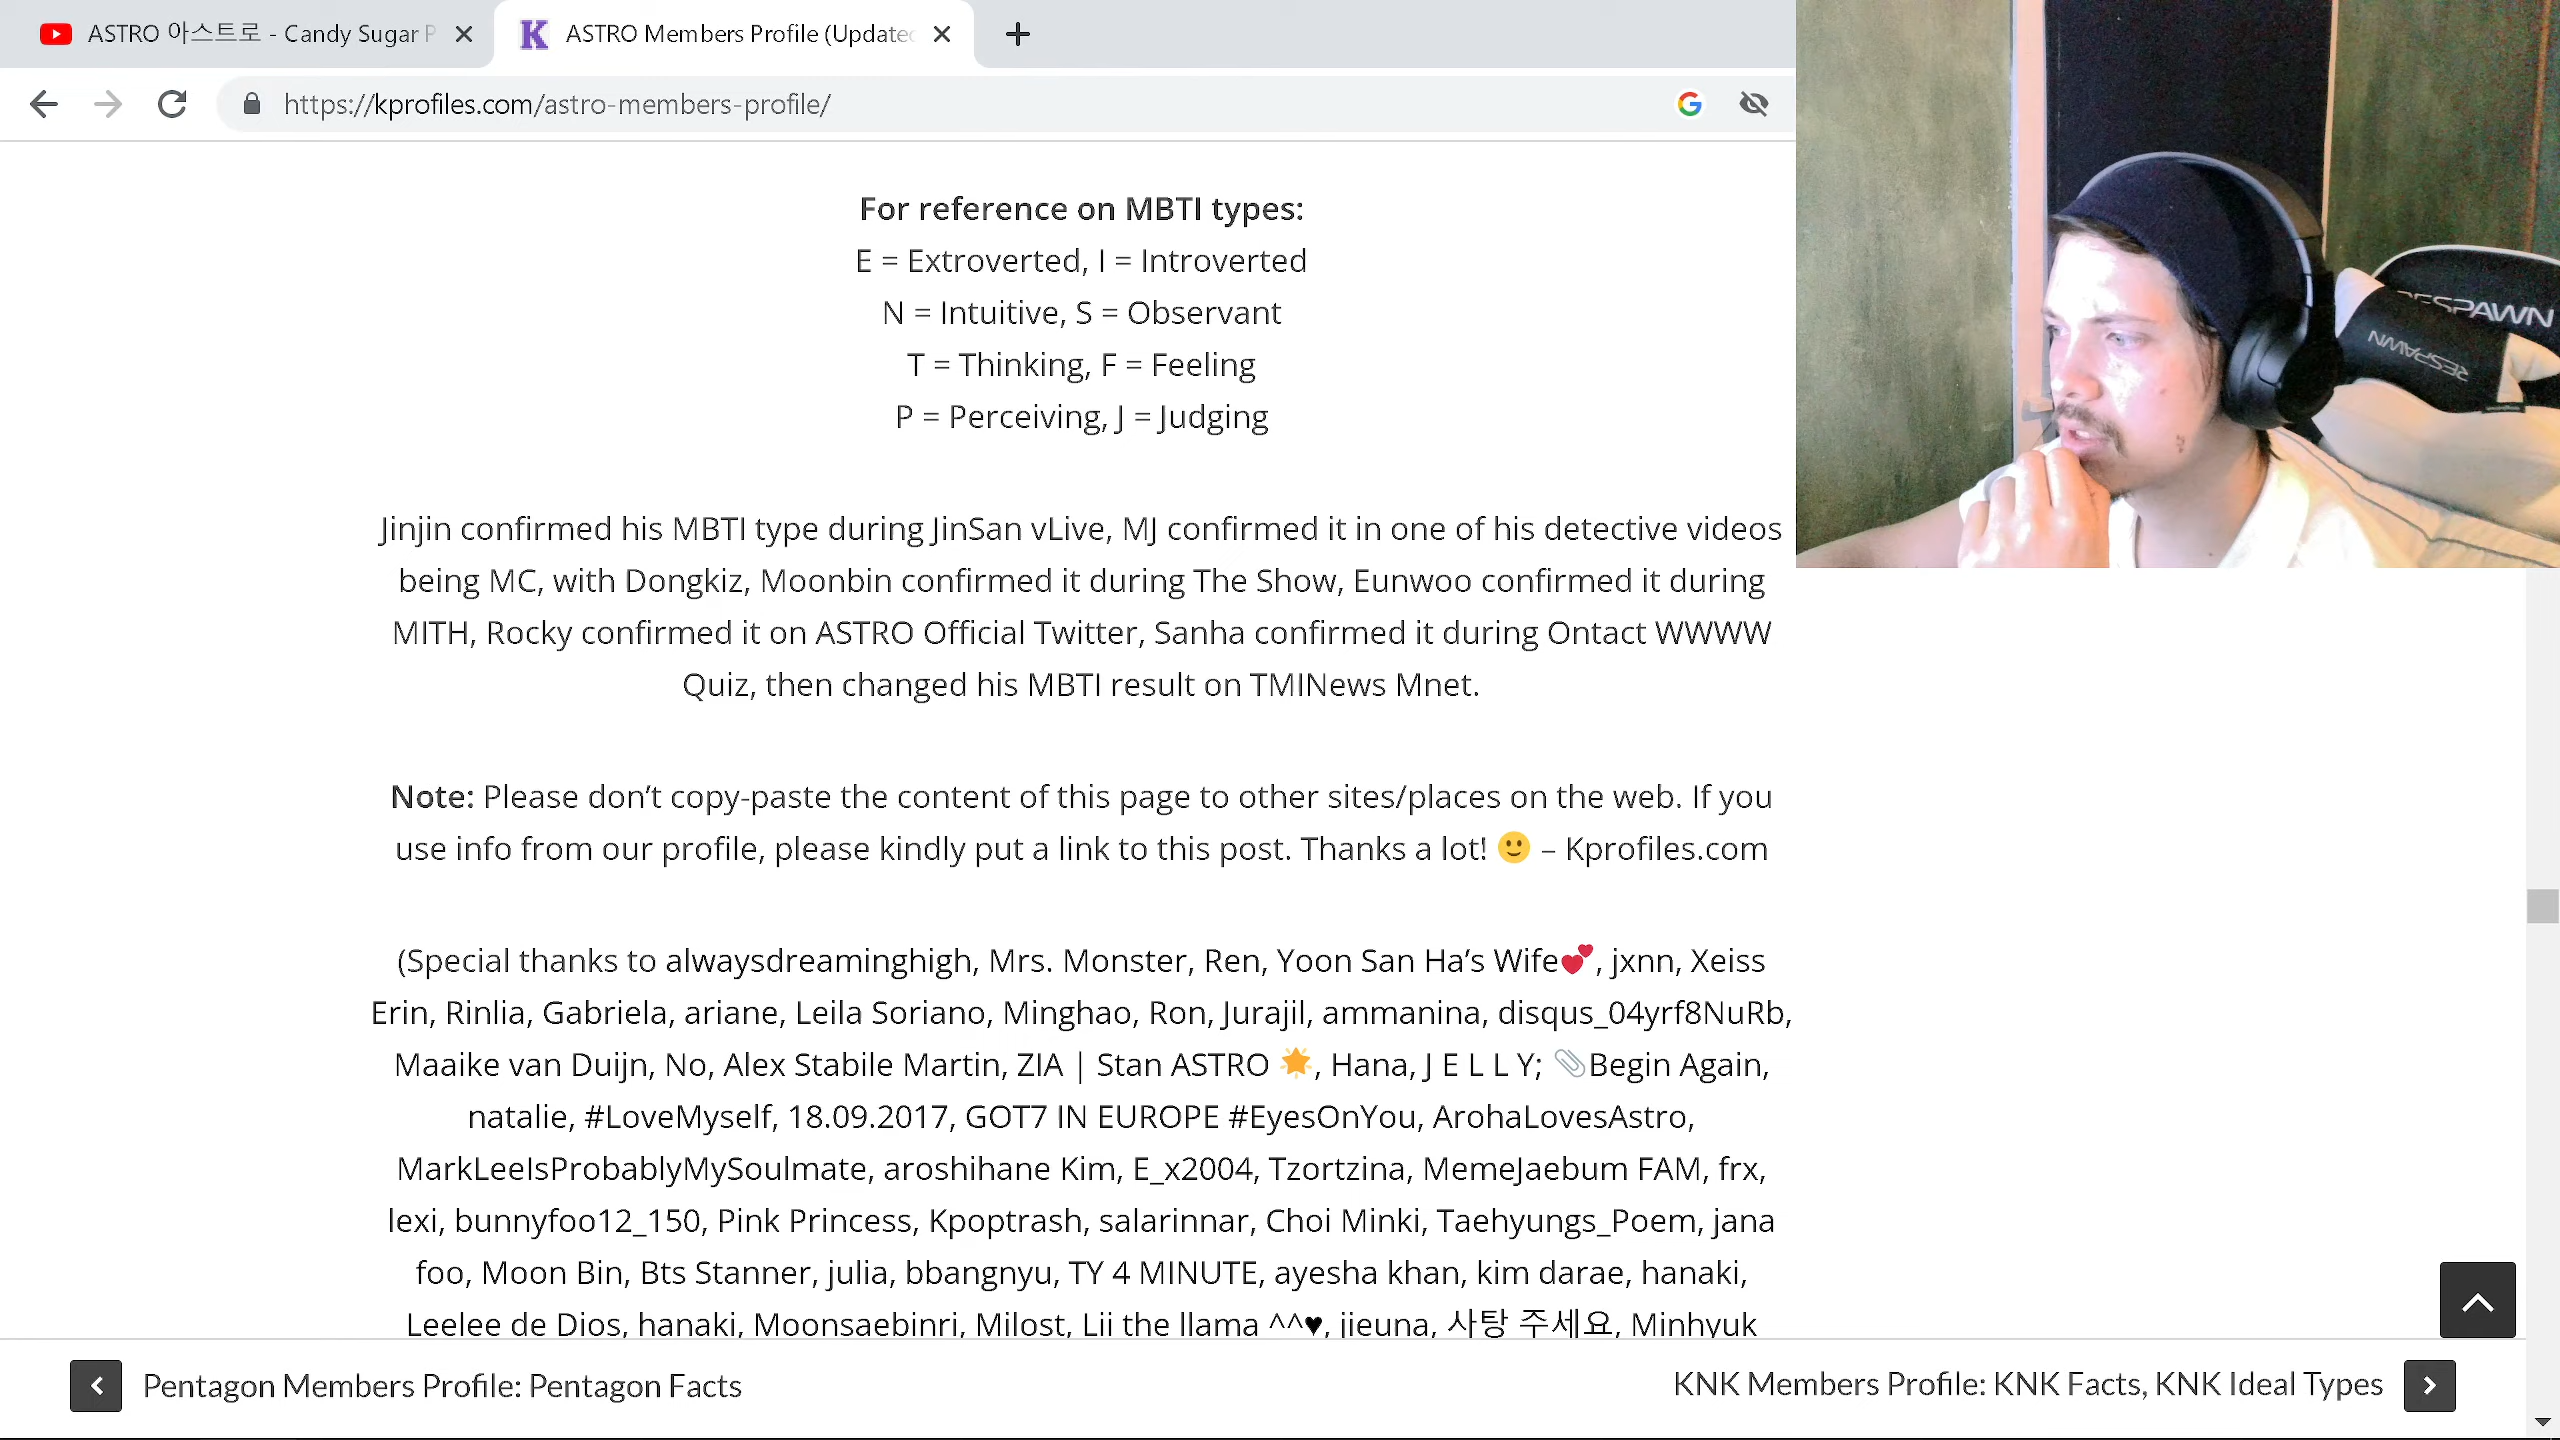 ASTRO 아스트로 - Candy Sugar P
ASTRO Members Profile (Updated
https://kprofiles.com/astro-members-profile/
For reference on MBTI types:
E = Extroverted, I = Introverted
N = Intuitive, S = Observant
T = Thinking, F = Feeling
P = Perceiving, J = Judging
Jinjin confirmed his MBTI type during JinSan vLive, MJ confirmed it in one of his detective videos
being MC, with Dongkiz, Moonbin confirmed it during The Show, Eunwoo confirmed it during
MITH, Rocky confirmed it on ASTRO Official Twitter, Sanha confirmed it during Ontact WWWW
Quiz, then changed his MBTI result on TMINews Mnet.
Note: Please don’t copy-paste the content of this page to other sites/places on the web. If you
use info from our profile, please kindly put a link to this post. Thanks a lot! 🙂 – Kprofiles.com
(Special thanks to alwaysdreaminghigh, Mrs. Monster, Ren, Yoon San Ha’s Wife💕, jxnn, Xeiss
Erin, Rinlia, Gabriela, ariane, Leila Soriano, Minghao, Ron, Jurajil, ammanina, disqus_04yrf8NuRb,
Maaike van Duijn, No, Alex Stabile Martin, ZIA | Stan ASTRO 🌟, Hana, J E L L Y; 📎Begin Again,
natalie, #LoveMyself, 18.09.2017, GOT7 IN EUROPE #EyesOnYou, ArohaLovesAstro,
MarkLeeIsProbablyMySoulmate, aroshihane Kim, E_x2004, Tzortzina, MemeJaebum FAM, frx,
lexi, bunnyfoo12_150, Pink Princess, Kpoptrash, salarinnar, Choi Minki, Taehyungs_Poem, jana
foo, Moon Bin, Bts Stanner, julia, bbangnyu, TY 4 MINUTE, ayesha khan, kim darae, hanaki,
Leelee de Dios, hanaki, Moonsaebinri, Milost, Lii the llama ^^♥, jieuna, 사탕 주세요, Minhyuk
Pentagon Members Profile: Pentagon Facts
KNK Members Profile: KNK Facts, KNK Ideal Types
RESPAWN
RESPAWN